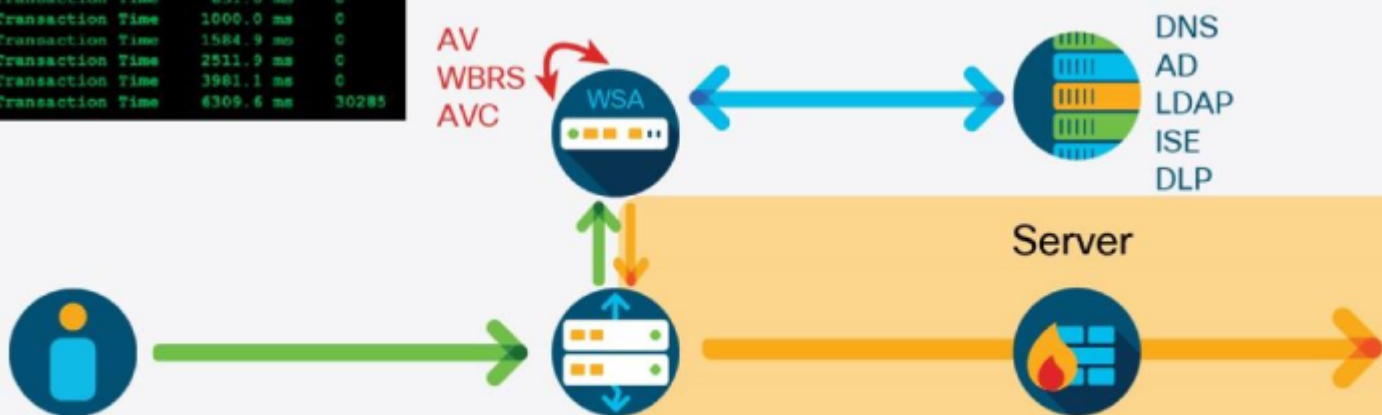 Transaction Time 1000.0 ms 0
Transaction Time 1584.9 ms 0
Transaction Time 2511.9 ms 0
Transaction Time 3981.1 ms 0
Transaction Time 6309.6 ms 30285
AV
WBRS
AVC
WSA
DNS
AD
LDAP
ISE
DLP
Server